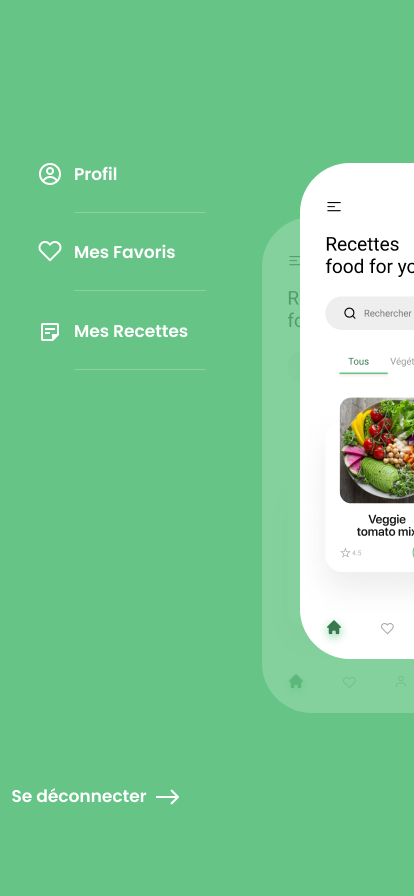 Profil
Mes Favoris
Mes Recettes
Recettes
food for yo
Rechercher
Tous Végét
Veggie
tomato mix
4.5
R
fo
Se déconnecter